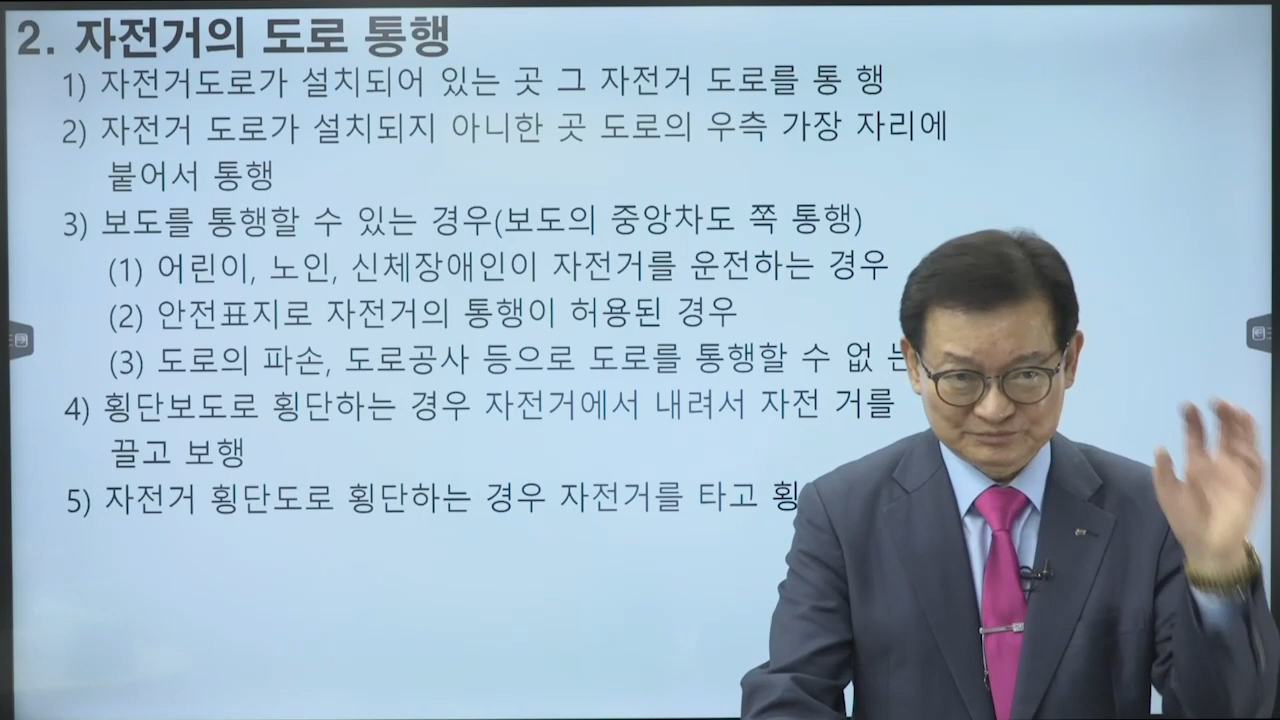 2. 자전거의 도로 통행
1) 자전거도로가 설치되어 있는 곳 그 자전거 도로를 통 행
2) 자전거 도로가 설치되지 아니한 곳 도로의 우측 가장 자리에
붙어서 통행
3) 보도를 통행할 수 있는 경우(보도의 중앙차도 쪽 통행)
(1) 어린이, 노인, 신체장애인이 자전거를 운전하는 경우
(2) 안전표지로 자전거의 통행이 허용된 경우
(3) 도로의 파손, 도로공사 등으로 도로를 통행할 수 없
4) 횡단보도로 횡단하는 경우 자전거에서 내려서 자전 거를
끌고 보행
5) 자전거 횡단도로 횡단하는 경우 자전거를 타고 횡